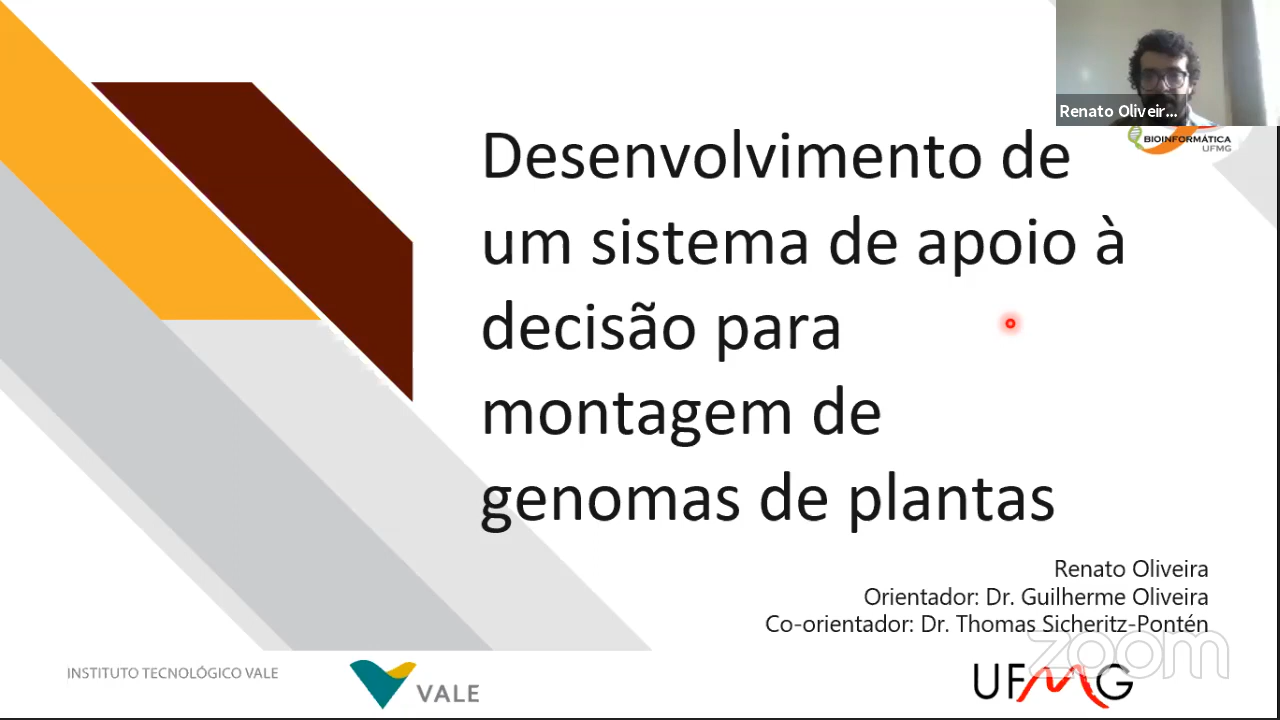 Renato Oliveir...
BIOINFORMÁTICA
UFMG
Desenvolvimento de
um sistema de apoio à
decisão para
montagem de
genomas de plantas
Renato Oliveira
Orientador: Dr. Guilherme Oliveira
Co-orientador: Dr. Thomas Sicheritz-Pontén
zoom
INSTITUTO TECNOLÓGICO VALE
VALE
UFMG